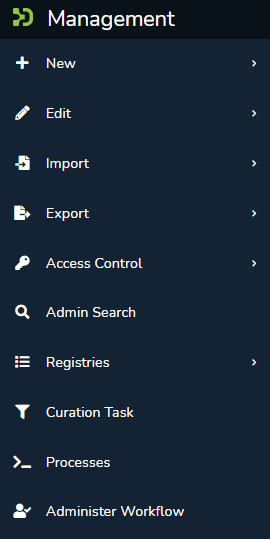 Management
New
Edit
Import
Export
Access Control
Admin Search
Registries
Curation Task
Processes
Administer Workflow